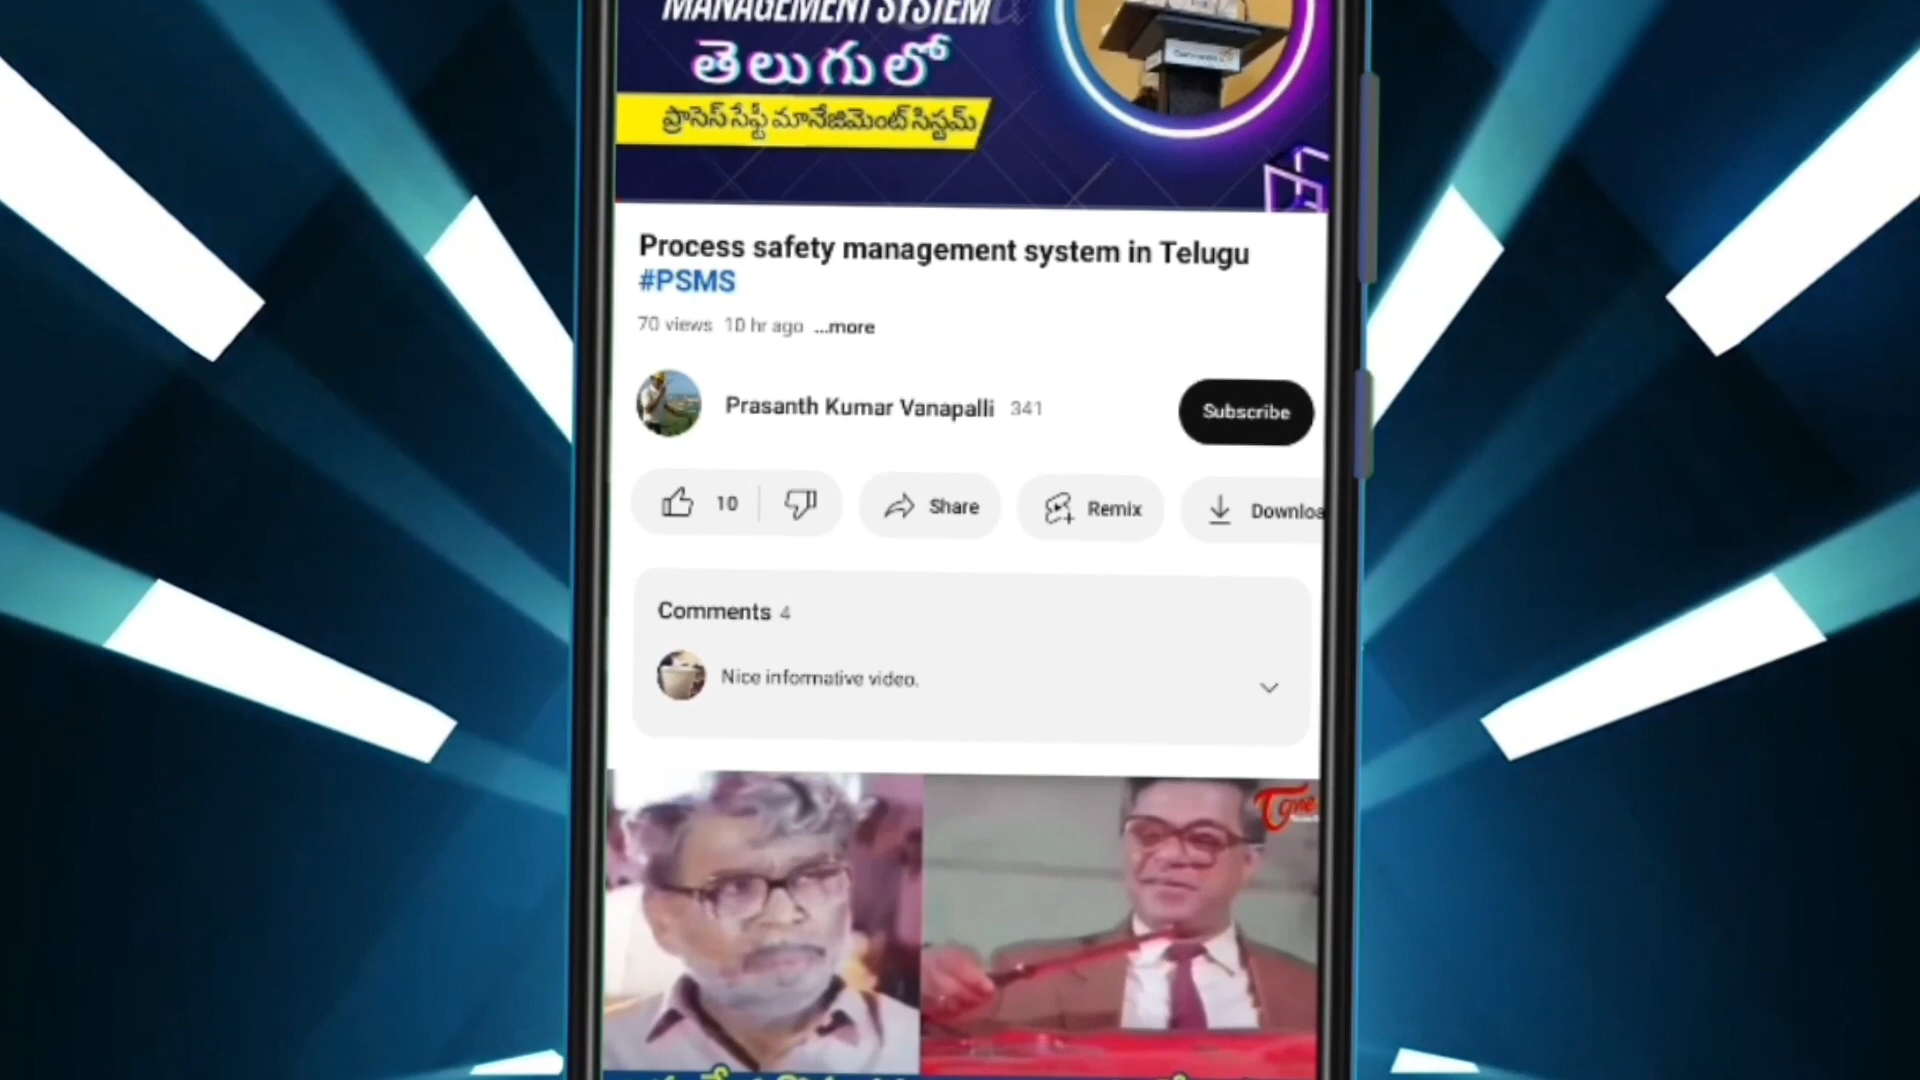 MANAGEMENT SYSTEM
తెలుగులో
ప్రాసెస్ సేఫ్టీ మానేజిమెంట్ సిస్టమ్
Process safety management system in Telugu
#PSMS
70 views 10 hr ago ...more
Prasanth Kumar Vanapalli 341
Subscribe
10
Share
Remix
Downloa
Comments 4
Nice informative video.